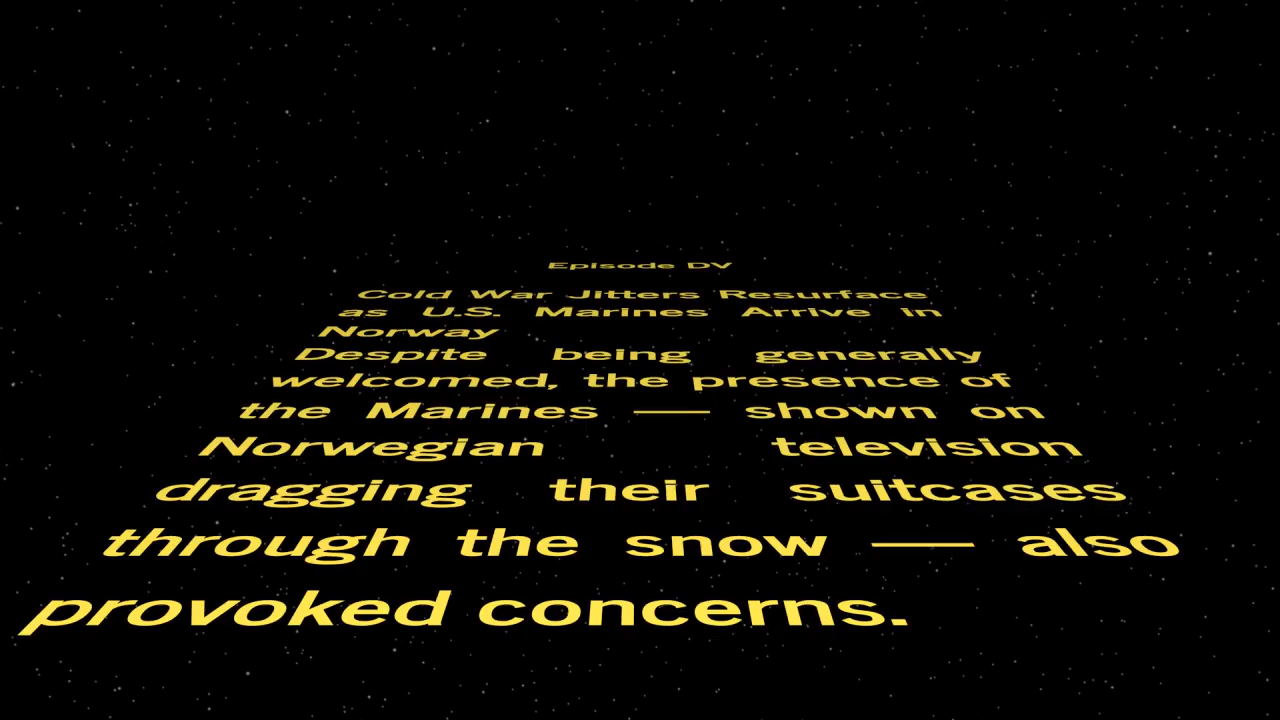 Episode DV
Cold War Jitters Resurface
as U.S. Marines Arrive in
Norway
Despite being generally
welcomed, the presence of
the Marines — shown on
Norwegian television
dragging their suitcases
through the snow — also
provoked concerns.